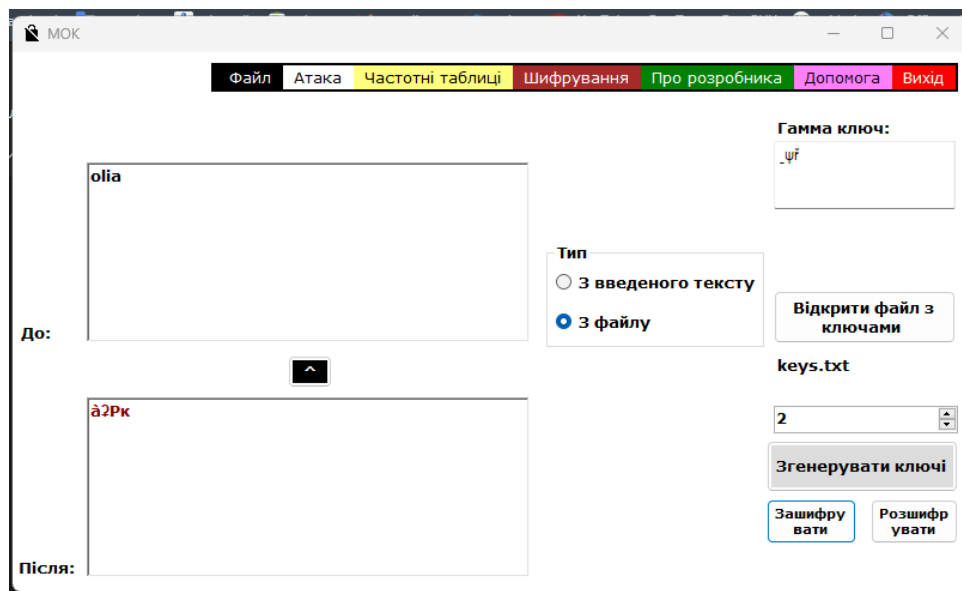 МОК
Файл Атака Частотні таблиці Шифрування Про розробника Допомога Вихід
Гамма ключ:
olia
Тип
З введеного тексту
З файлу
До:
Відкрити файл з
ключами
keys.txt
^
2
Згенерувати ключі
Зашифру
вати
Розшифр
увати
Після: